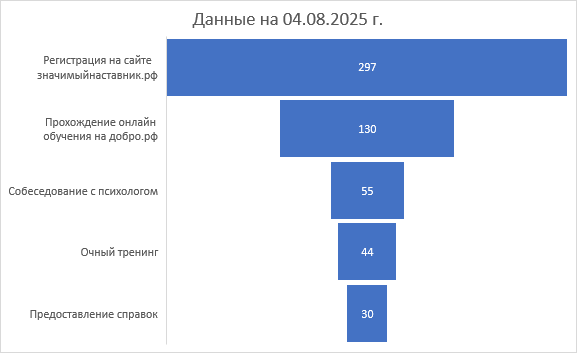 Данные на 04.08.2025 г.
Регистрация на сайте
значимыйнаставник.рф
297
Прохождение онлайн
обучения на добро.рф
130
Собеседование с психологом
55
Очный тренинг
44
Предоставление справок
30